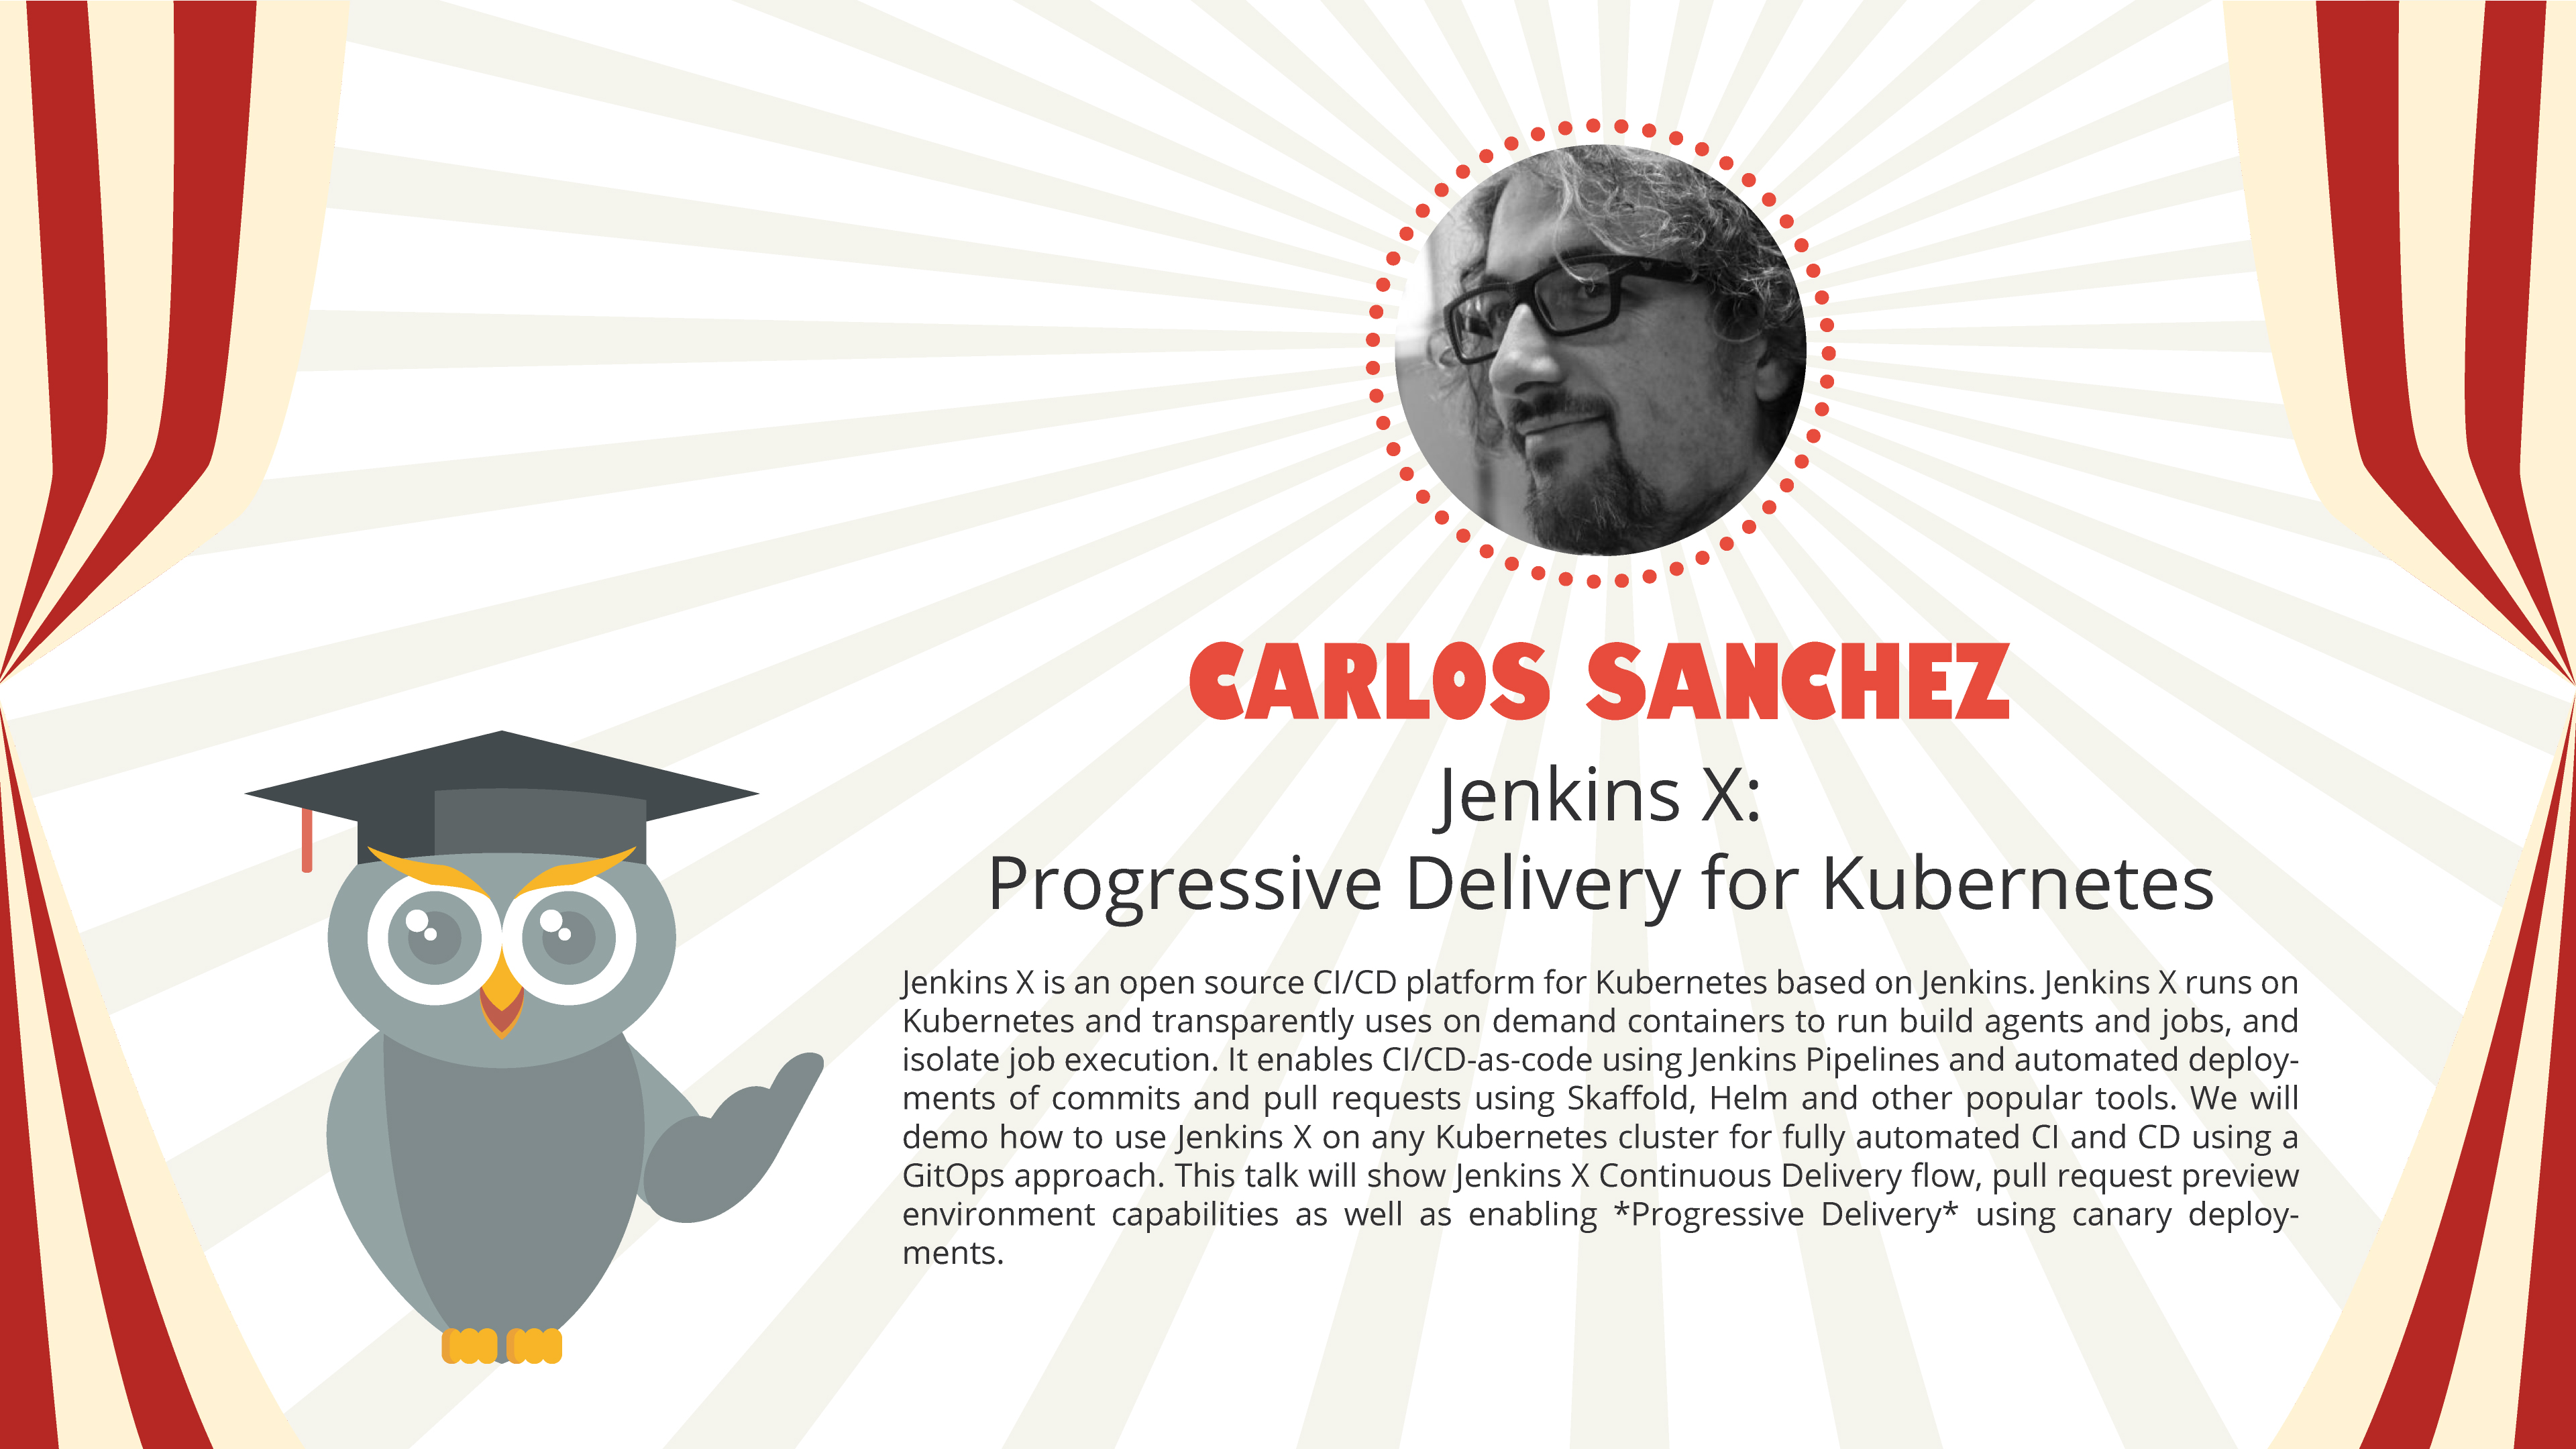 CARLOS SANCHEZ
Jenkins X:
Progressive Delivery for Kubernetes
Jenkins X is an open source CI/CD platform for Kubernetes based on Jenkins. Jenkins X runs on
Kubernetes and transparently uses on demand containers to run build agents and jobs, and
isolate job execution. It enables CI/CD-as-code using Jenkins Pipelines and automated deploy-
ments of commits and pull requests using Skaffold, Helm and other popular tools. We will
demo how to use Jenkins X on any Kubernetes cluster for fully automated CI and CD using a
GitOps approach. This talk will show Jenkins X Continuous Delivery flow, pull request preview
environment capabilities as well as enabling *Progressive Delivery* using canary deploy-
ments.